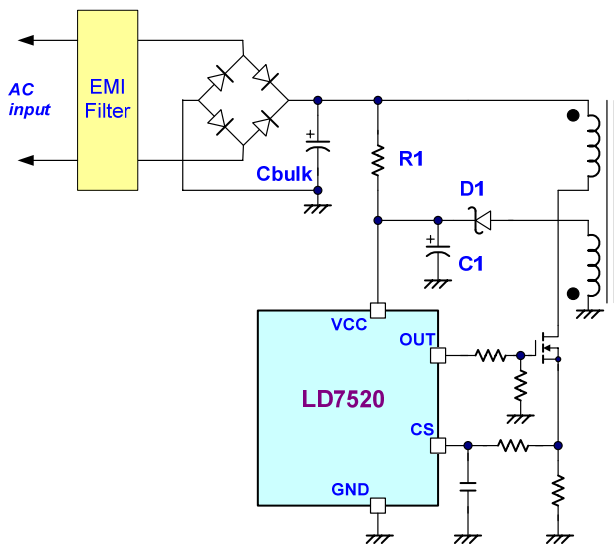 AC
input
EMI
Filter
Cbulk
R1
D1
C1
VCC
OUT
LD7520
CS
GND